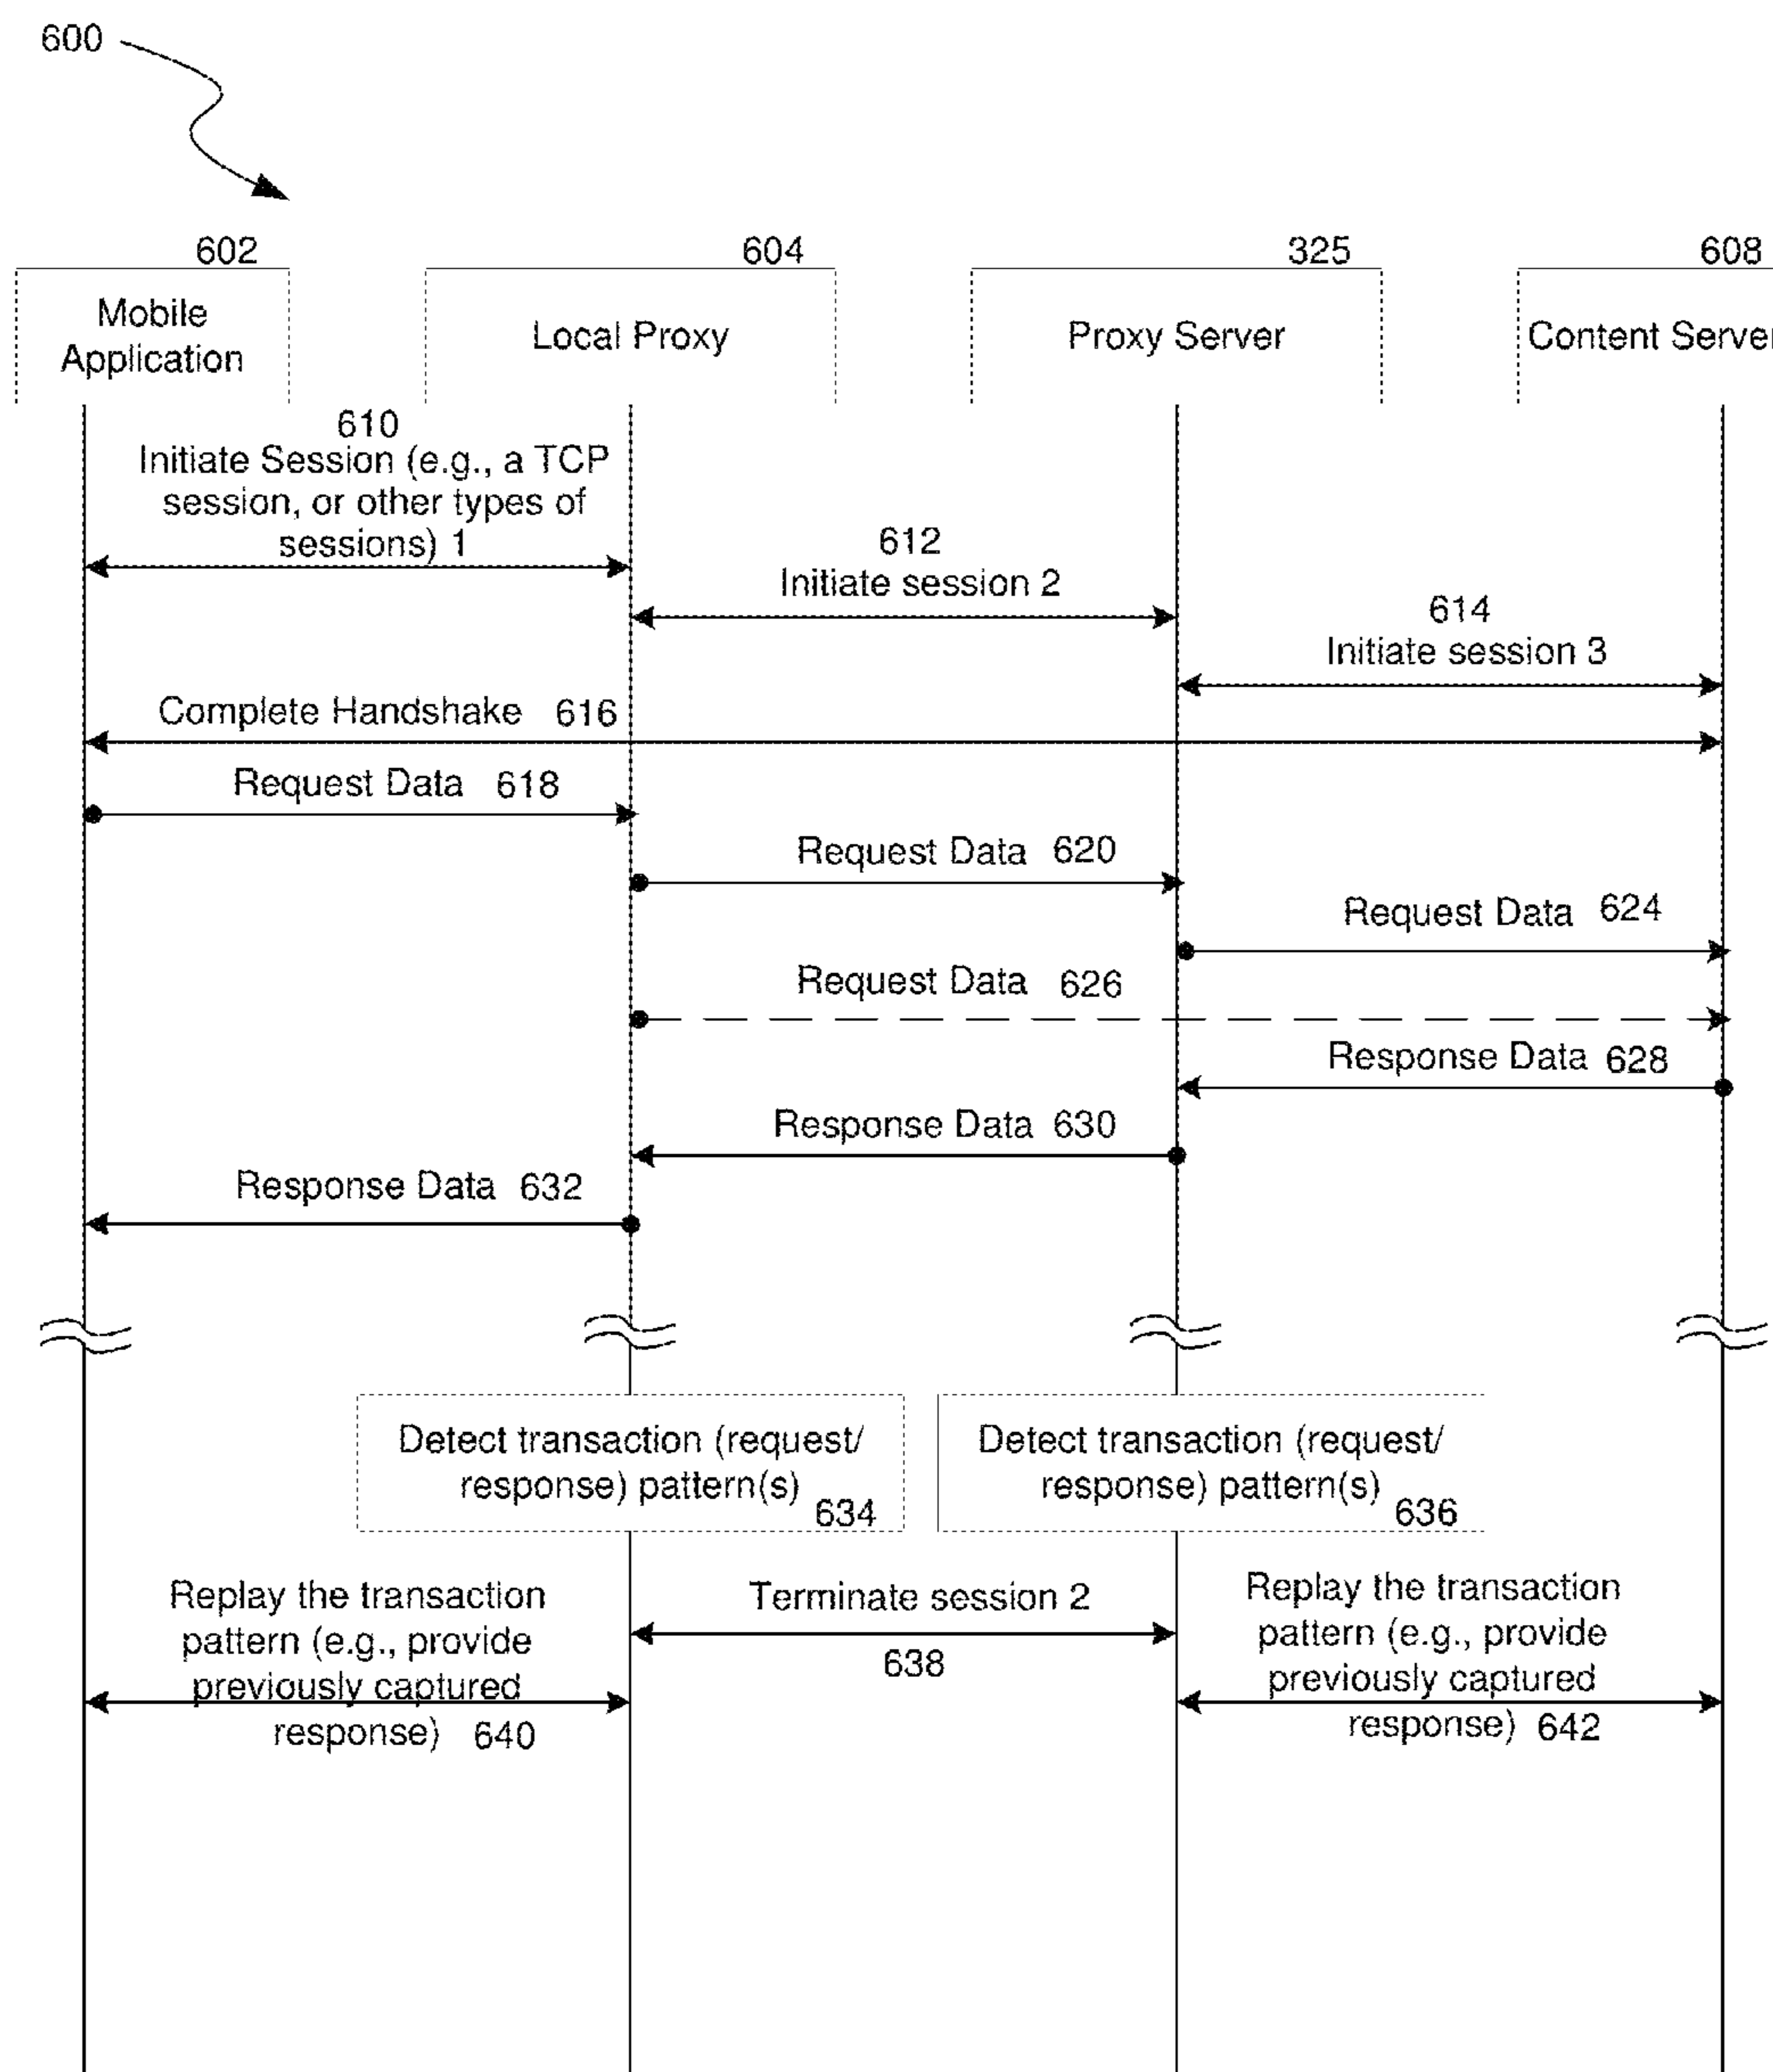 600
602
604
325
608
Mobile
Application
Local Proxy
Proxy Server
Content Server
610
Initiate Session (e.g., a TCP
session, or other types of
sessions) 1
612
Initiate session 2
614
Initiate session 3
Complete Handshake 616
Request Data 618
Request Data 620
Request Data 624
Request Data 626
Response Data 628
Response Data 630
Response Data 632
Detect transaction (request/
response) pattern(s)
634
Detect transaction (request/
response) pattern(s)
636
Replay the transaction
pattern (e.g., provide
previously captured
response) 640
Terminate session 2
638
Replay the transaction
pattern (e.g., provide
previously captured
response) 642